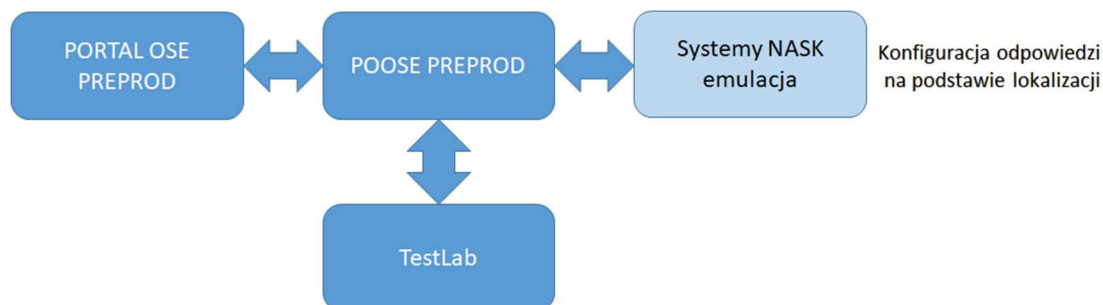 PORTAL OSE
PREPROD
POOSE PREPROD
Systemy NASK
emulacja
Konfiguracja odpowiedzi
na podstawie lokalizacji
TestLab